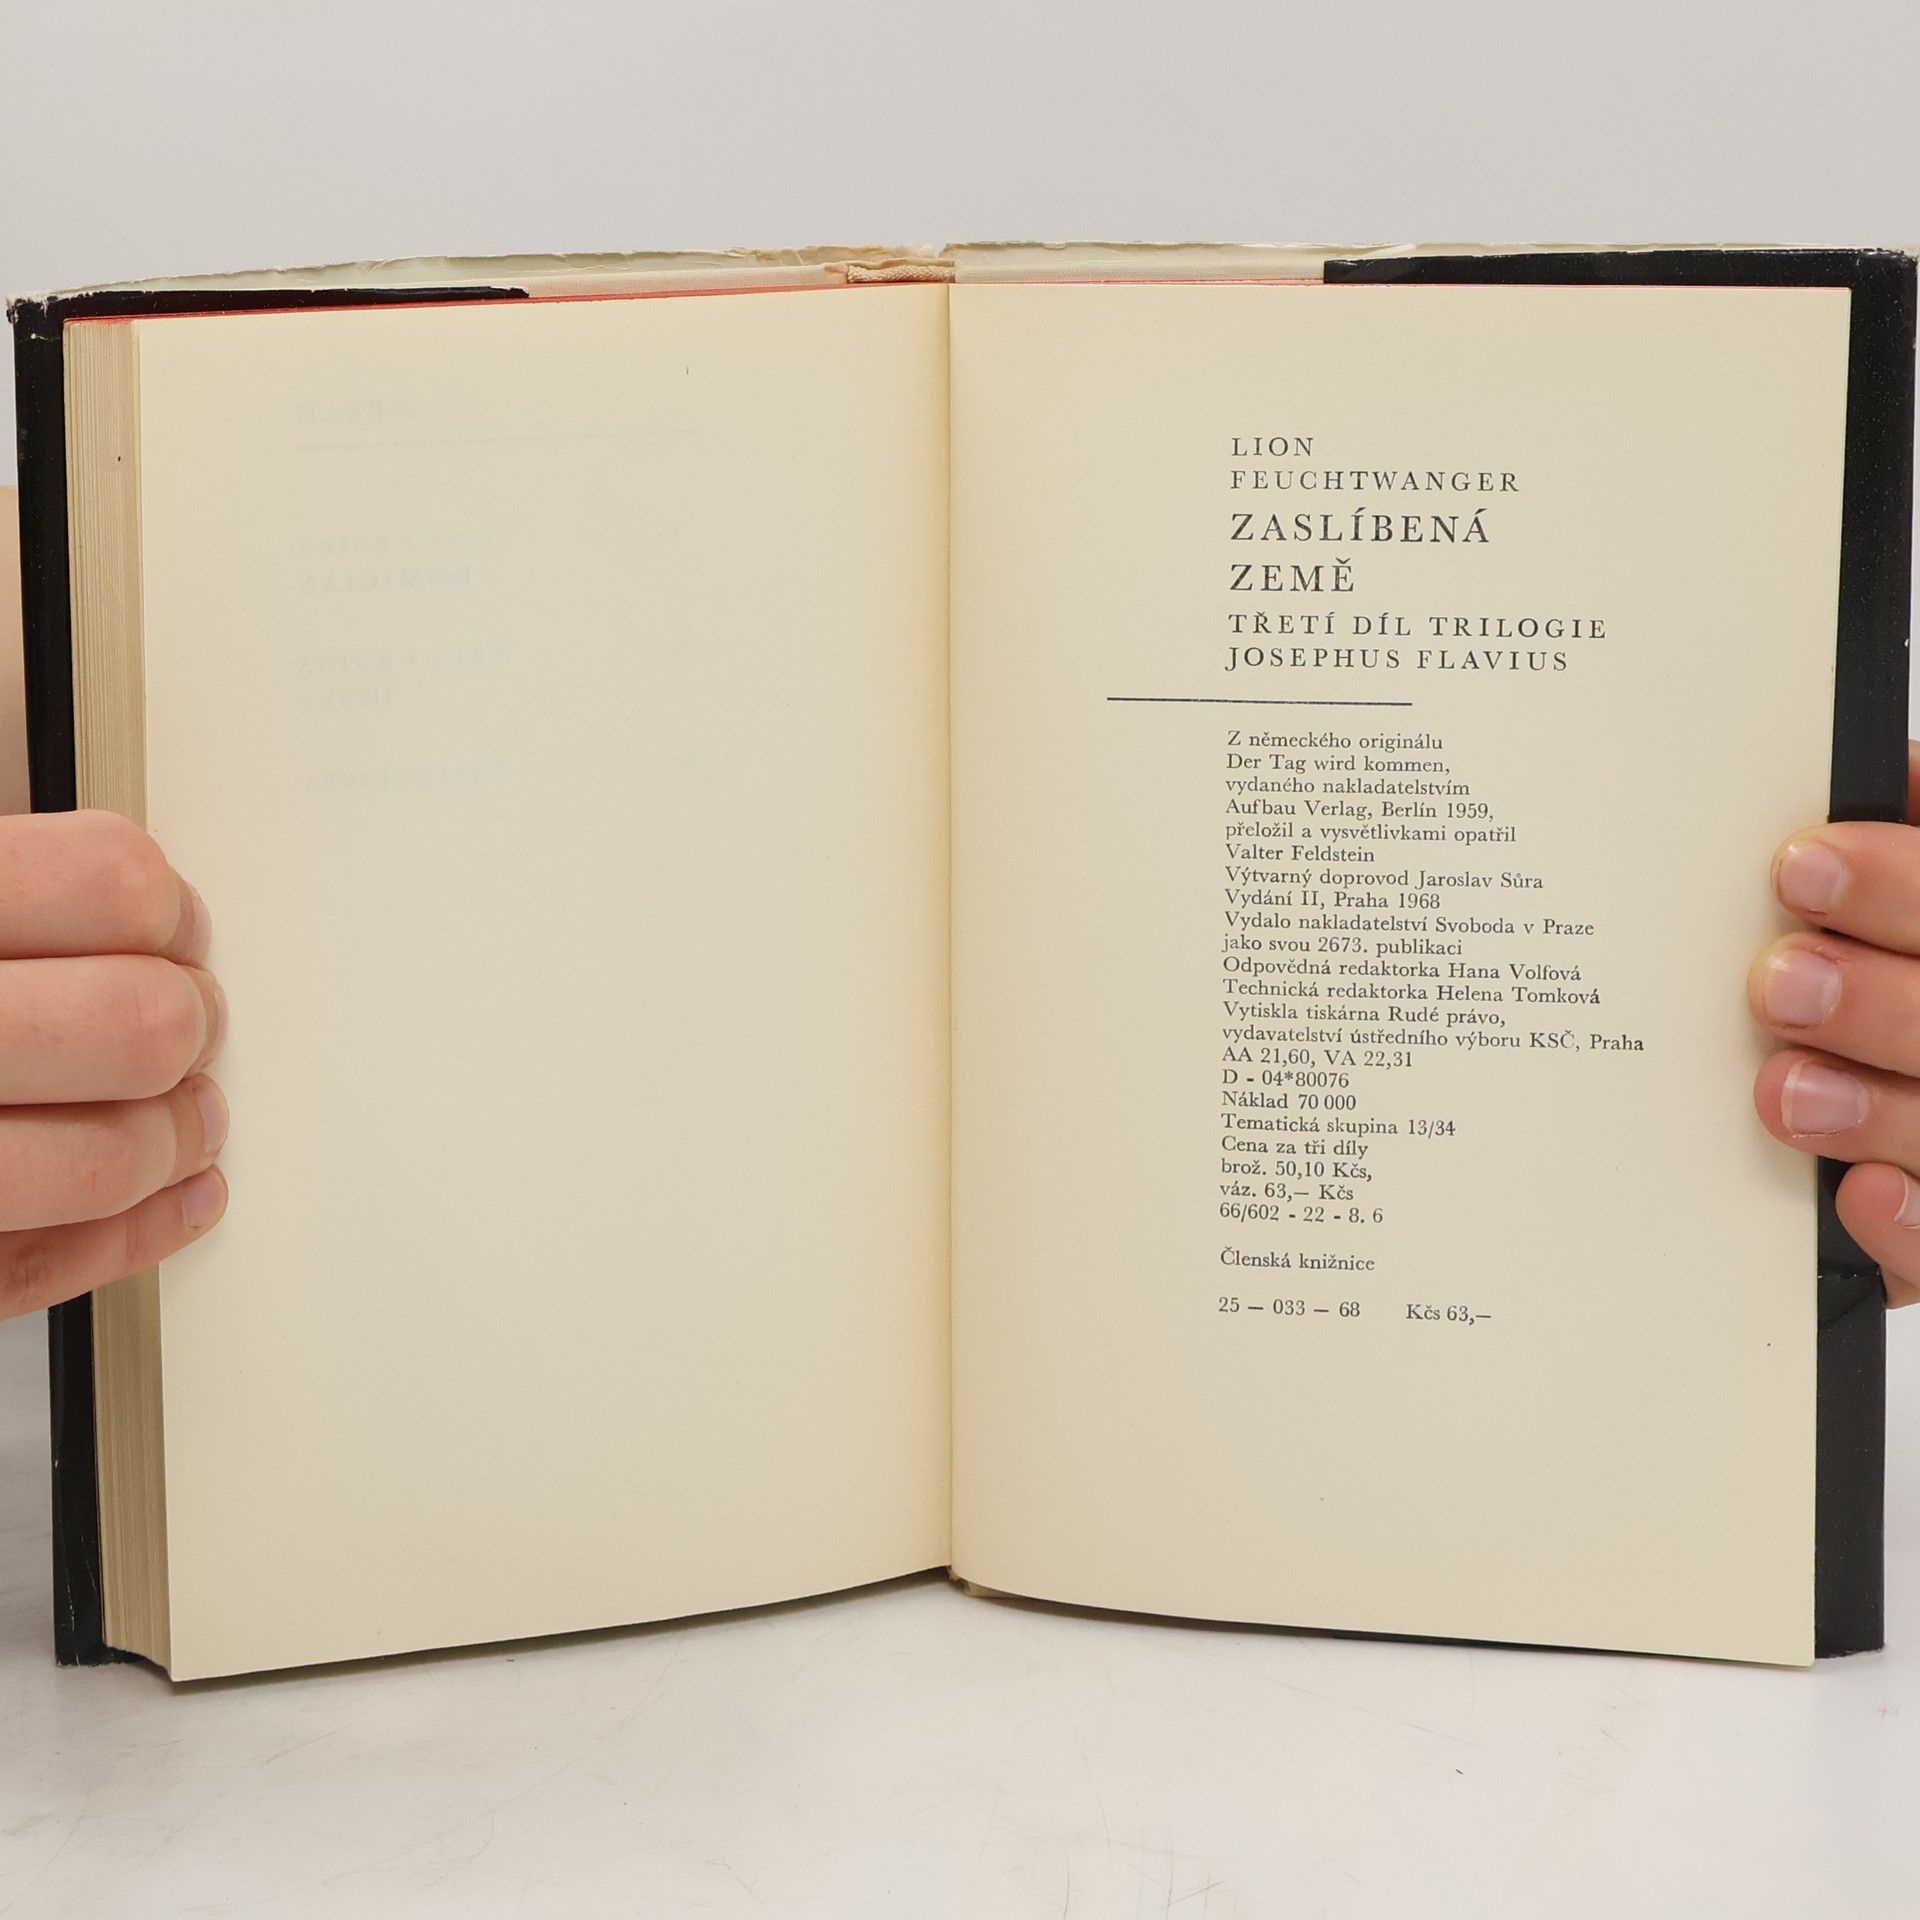 LION
FEUCHTWANGER
ZASLÍBENÁ
ZEMĚ
TŘETÍ DÍL TRILOGIE
JOSEPHUS FLAVIUS
Z německého originálu
Der Tag wird kommen,
vydaného nakladatelstvím
Aufbau Verlag, Berlín 1959,
přeložil a vysvětlivkami opatřil
Valter Feldstein
Výtvarný doprovod Jaroslav Sůra
Vydání II, Praha 1968
Vydalo nakladatelství Svoboda v Praze
jako svou 2673. publikaci
Odpovědná redaktorka Hana Volfová
Technická redaktorka Helena Tomková
Vytiskla tiskárna Rudé právo,
vydavatelství ústředního výboru KSČ, Praha
AA 21,60, VA 22,31
D - 04*80076
Náklad 70 000
Tematická skupina 13/34
Cena za tři díly
brož. 50,10 Kčs,
váz. 63,— Kčs
66/602 - 22 - 8. 6
Členská knižnice
25 — 033 — 68 Kčs 63,—